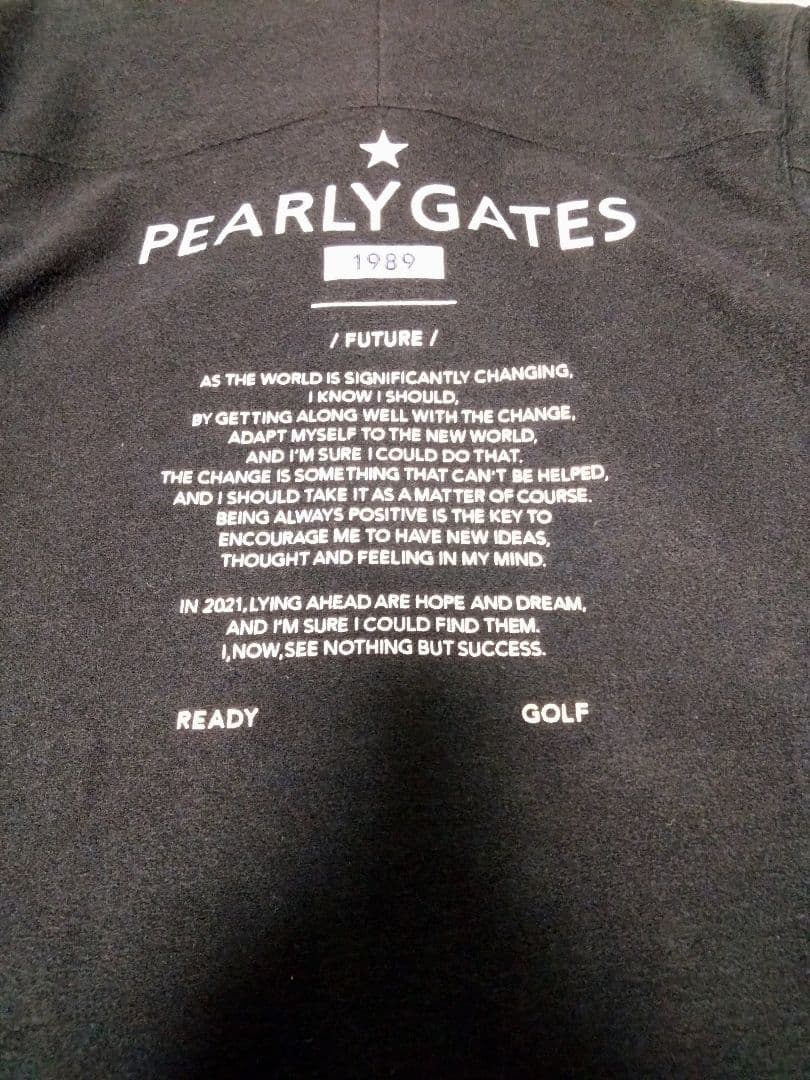 PEARLY GATES
1989
/ FUTURE /
AS THE WORLD IS SIGNIFICANTLY CHANGING,
I KNOW I SHOULD,
BY GETTING ALONG WELL WITH THE CHANGE,
ADAPT MYSELF TO THE NEW WORLD,
AND I'M SURE I COULD DO THAT.
THE CHANGE IS SOMETHING THAT CAN'T BE HELPED,
AND I SHOULD TAKE IT AS A MATTER OF COURSE.
BEING ALWAYS POSITIVE IS THE KEY TO
ENCOURAGE ME TO HAVE NEW IDEAS,
THOUGHT AND FEELING IN MY MIND.
IN 2021, LYING AHEAD ARE HOPE AND DREAM,
AND I'M SURE I COULD FIND THEM.
I, NOW, SEE NOTHING BUT SUCCESS.
READY GOLF